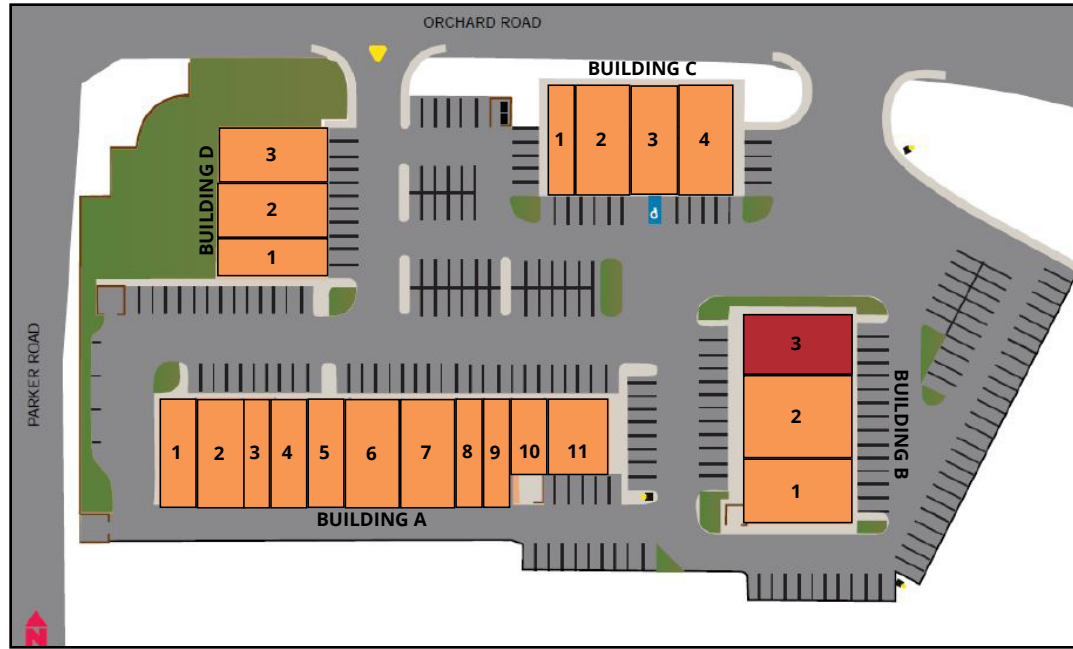 ORCHARD ROAD
BUILDING C
1 2 3 4
BUILDING D
3
2
1
PARKER ROAD
BUILDING B
3
2
1
1 2 3 4 5 6 7 8 9 10 11
BUILDING A
N